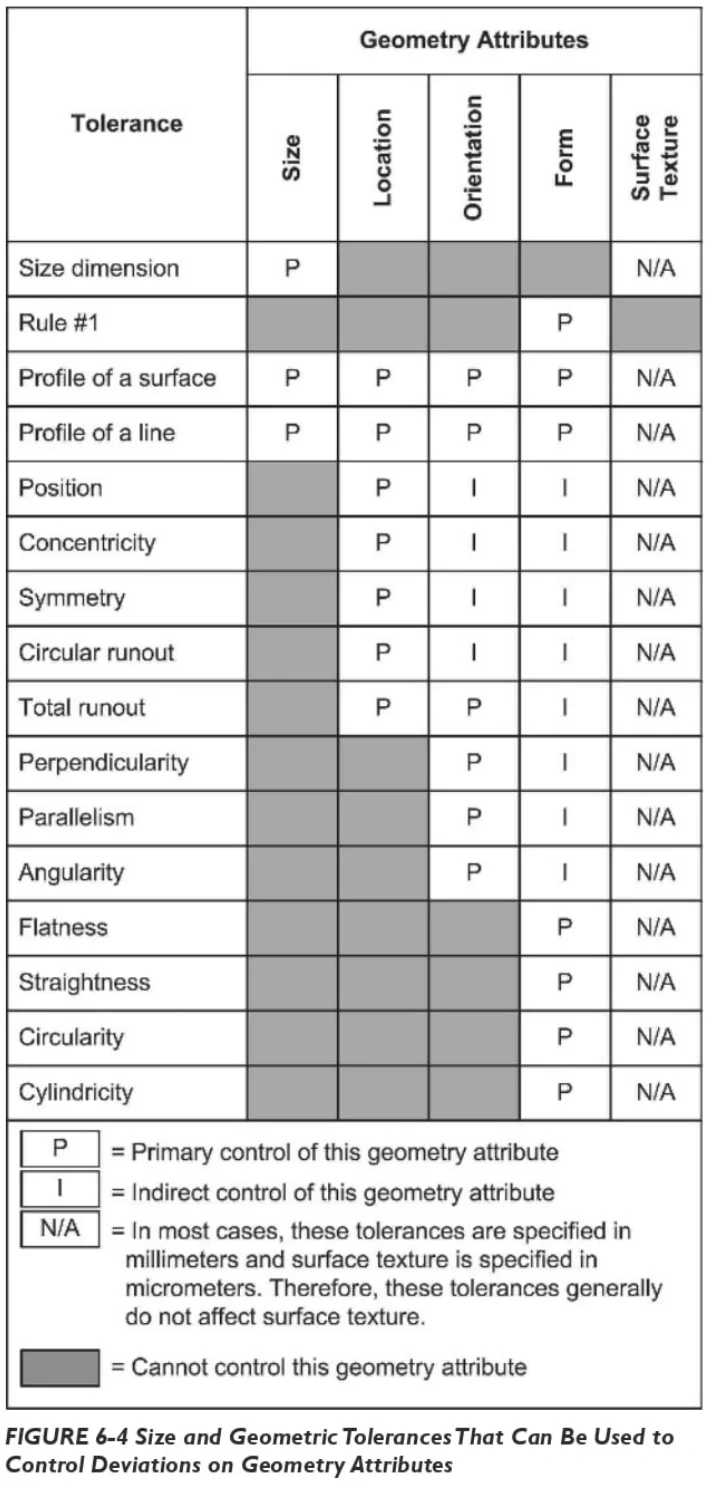 Tolerance
Geometry Attributes
Size
Location
Orientation
Form
Surface
Texture
Size dimension P N/A
Rule #1 P
Profile of a surface P P P P N/A
Profile of a line P P P P N/A
Position P I I N/A
Concentricity P I I N/A
Symmetry P I I N/A
Circular runout P I I N/A
Total runout P P I N/A
Perpendicularity P I N/A
Parallelism P I N/A
Angularity P I N/A
Flatness P N/A
Straightness P N/A
Circularity P N/A
Cylindricity P N/A
P = Primary control of this geometry attribute
I = Indirect control of this geometry attribute
N/A = In most cases, these tolerances are specified in
millimeters and surface texture is specified in
micrometers. Therefore, these tolerances generally
do not affect surface texture.
= Cannot control this geometry attribute
FIGURE 6-4 Size and Geometric Tolerances That Can Be Used to
Control Deviations on Geometry Attributes